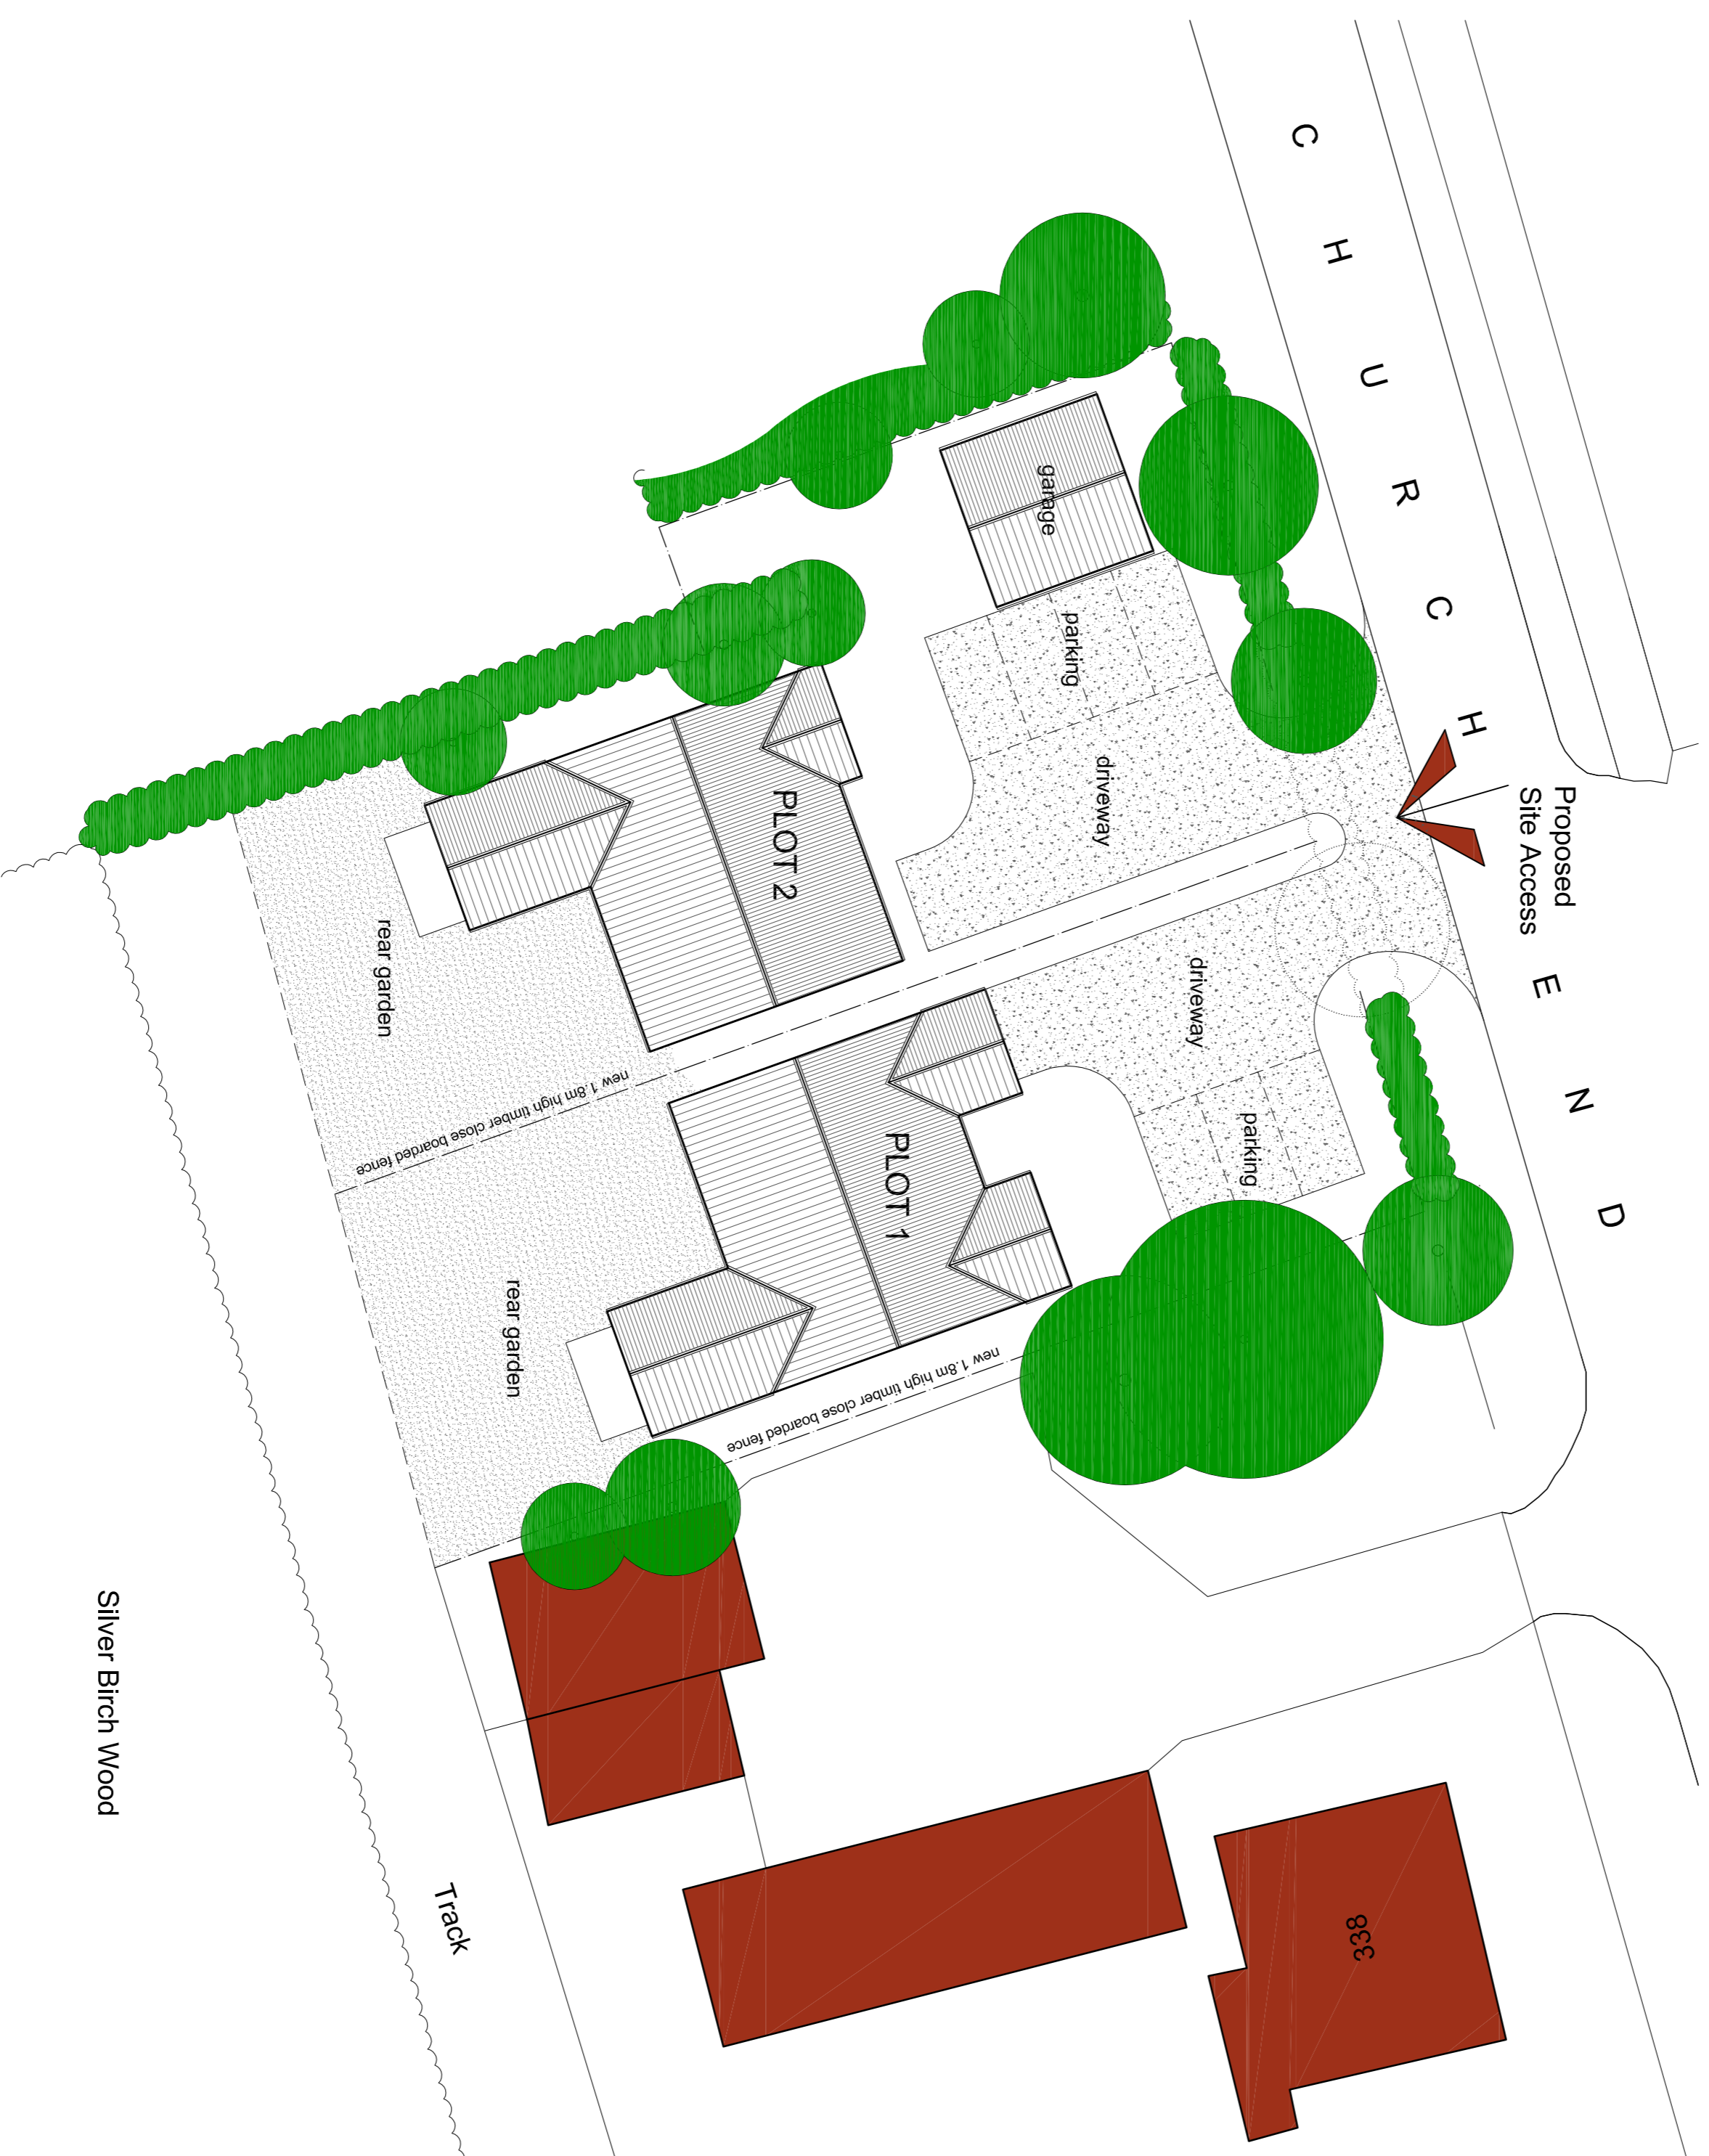 CHURCH END
Proposed
Site Access
garage
parking
driveway
PLOT 2
rear garden
driveway
parking
new 1.8m high timber close boarded fence
PLOT 1
rear garden
new 1.8m high timber close boarded fence
Silver Birch Wood
Track
338